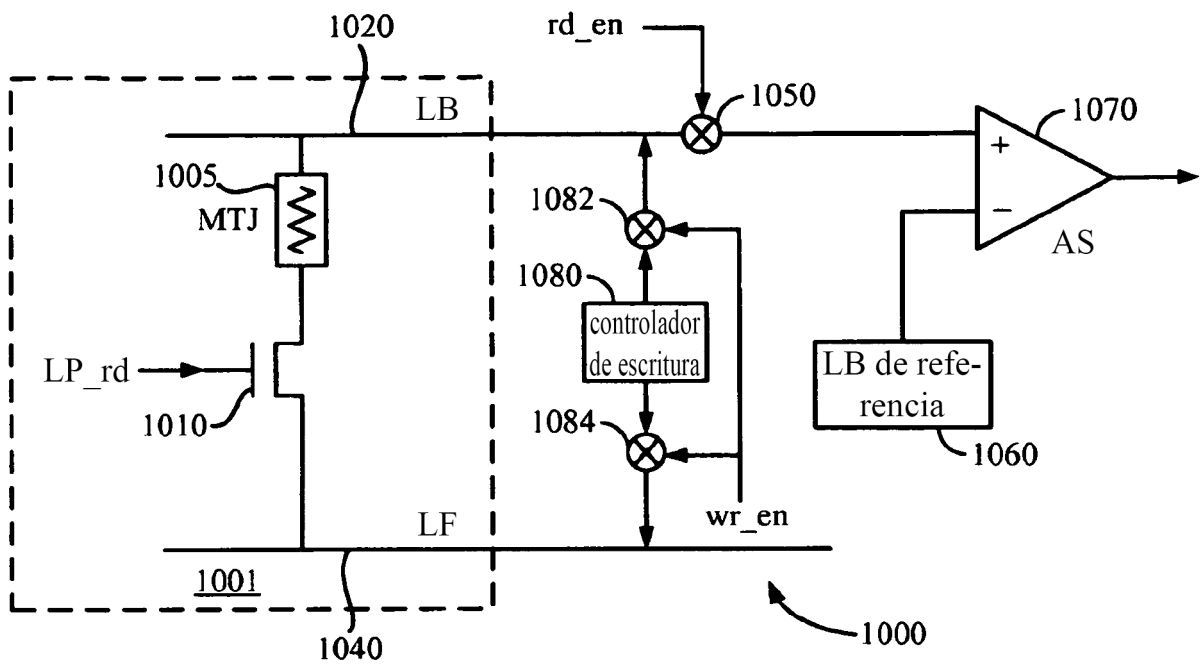 1020
rd_en
LB
1050
1070
+
1005
MTJ
1082
−
AS
1080
controlador
de escritura
LP_rd
1010
LB de refe-
rencia
1084
1060
wr_en
LF
1001
1040
1000